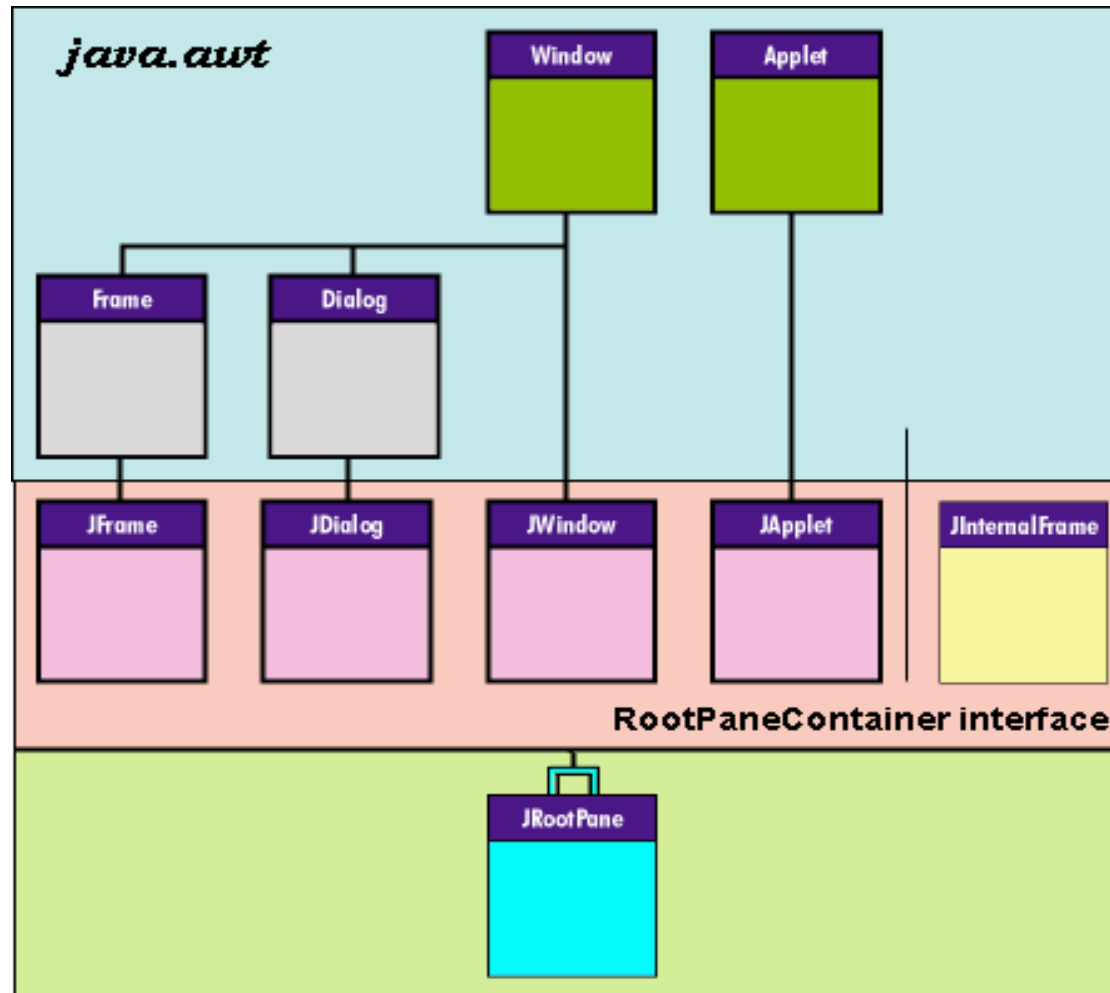 java.awt
Window
Applet
Frame
Dialog
JFrame
JDialog
JWindow
JApplet
JInternalFrame
RootPaneContainer interface
JRootPane